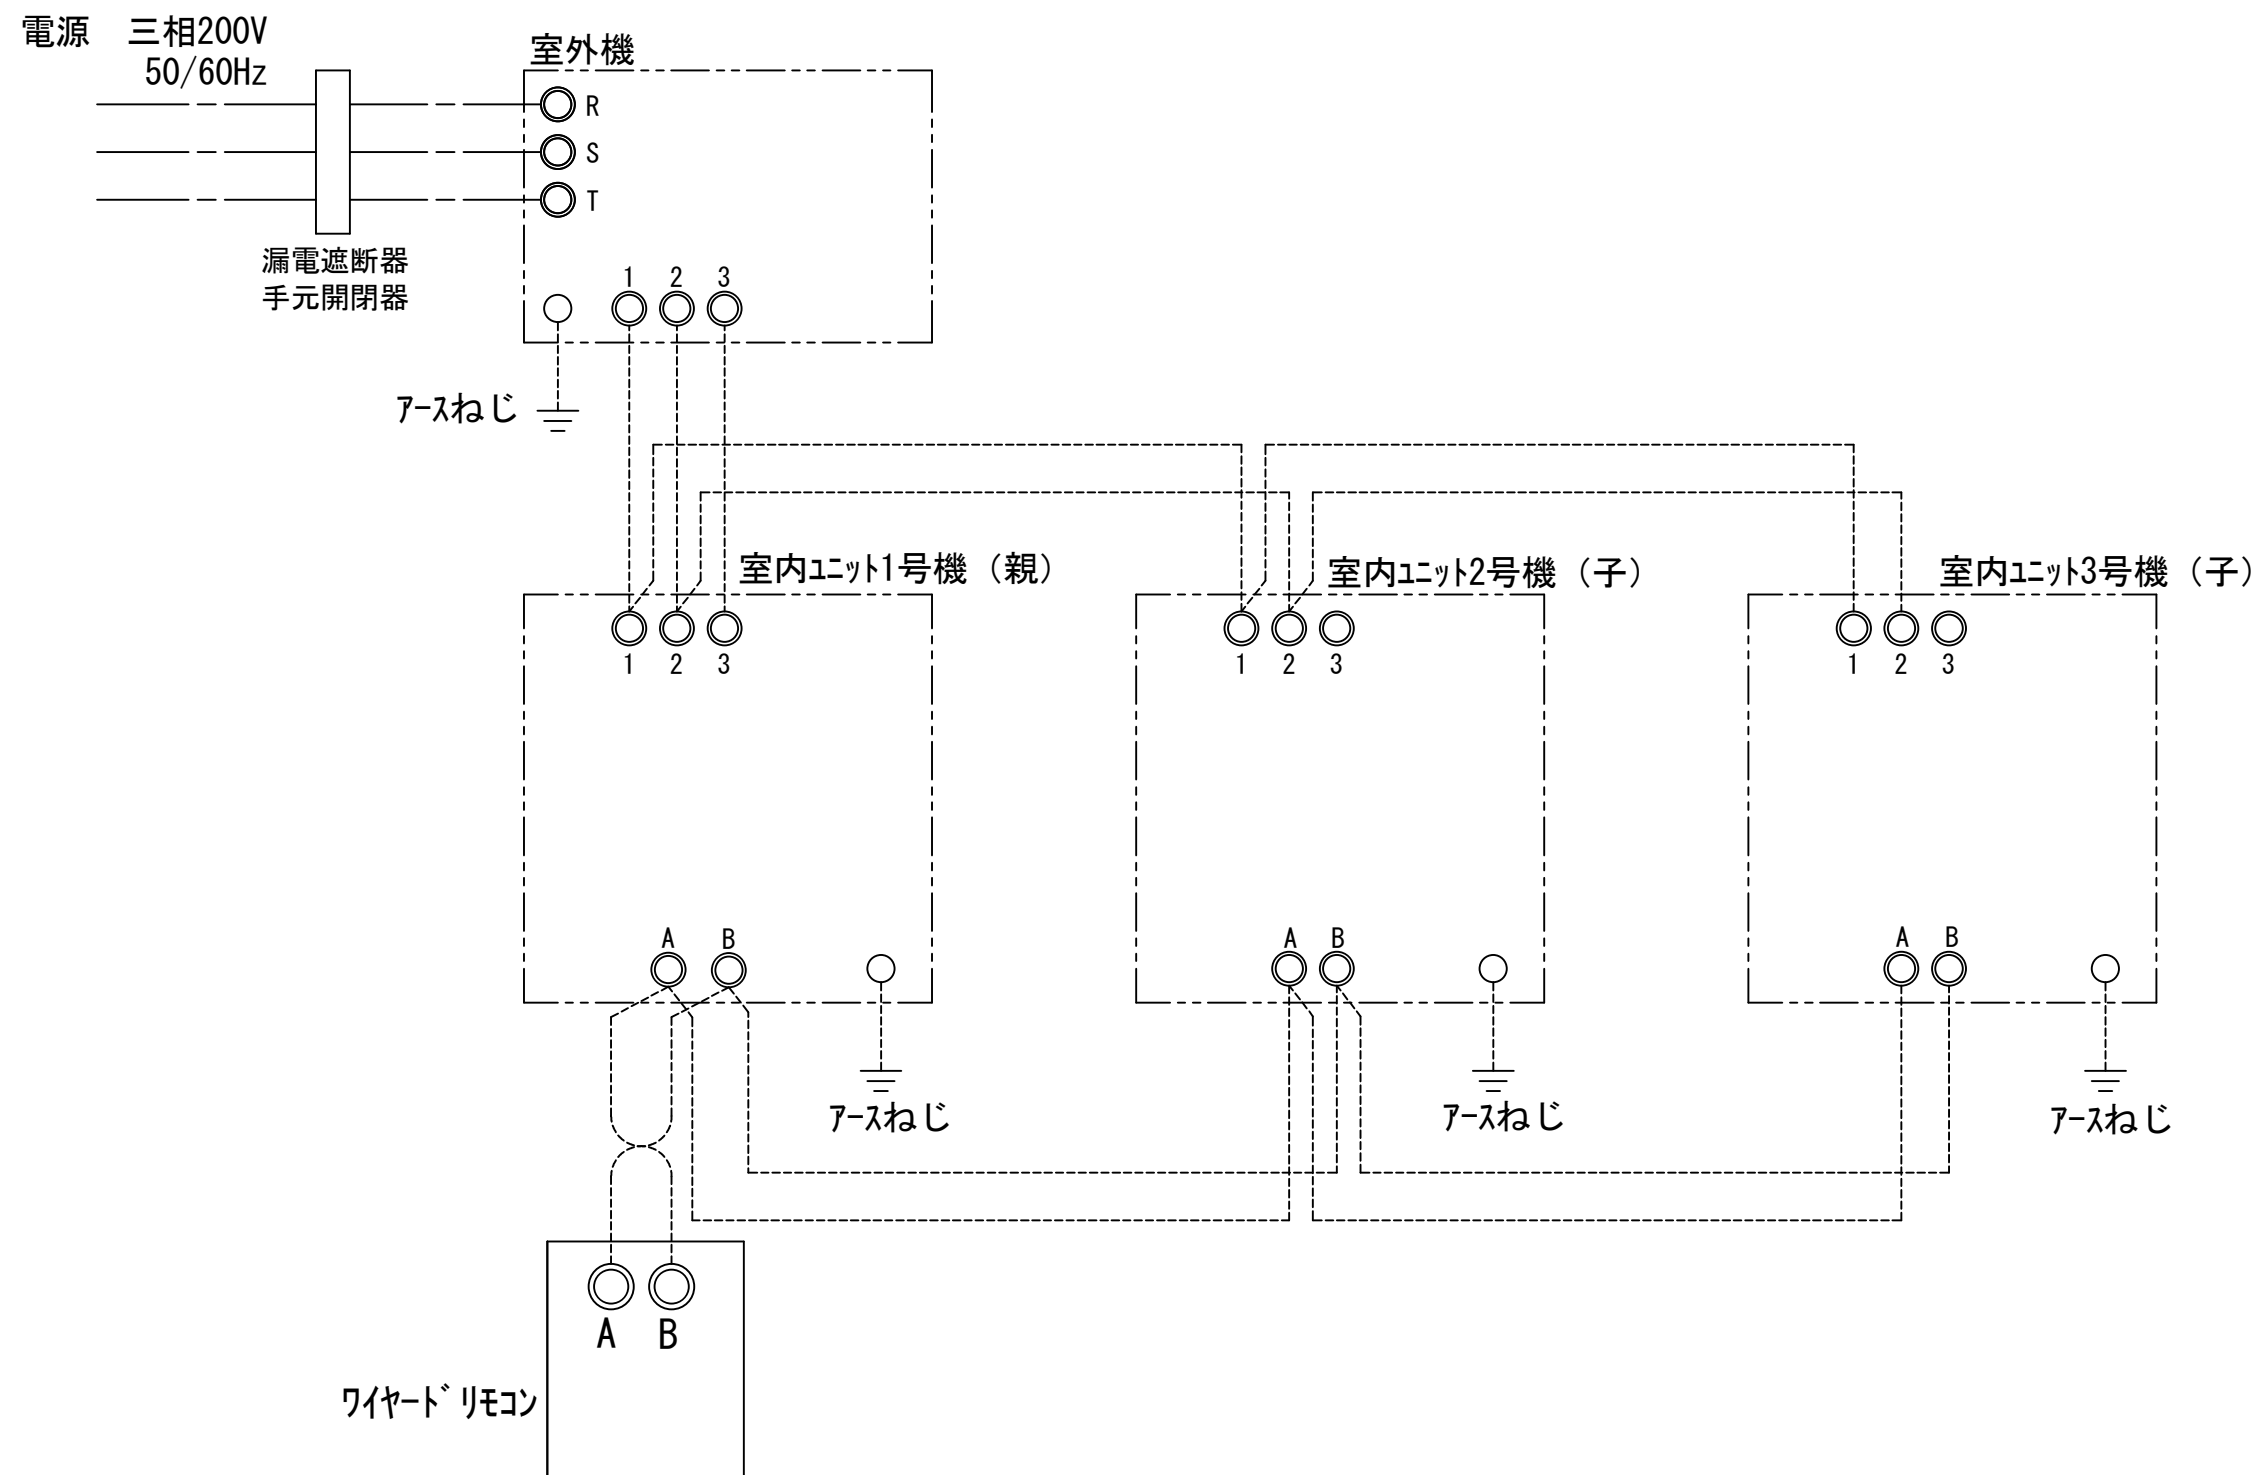 電源　三相200V
50/60Hz
室外機
R
S
T
漏電遮断器
手元開閉器
1 2 3
ｱｰｽねじ
室内ﾕﾆｯﾄ1号機（親）
室内ﾕﾆｯﾄ2号機（子）
室内ﾕﾆｯﾄ3号機（子）
1 2 3
1 2 3
1 2 3
A B
A B
A B
ｱｰｽねじ
ｱｰｽねじ
ｱｰｽねじ
A B
ﾜｲﾔｰﾄﾞﾘﾓｺﾝ